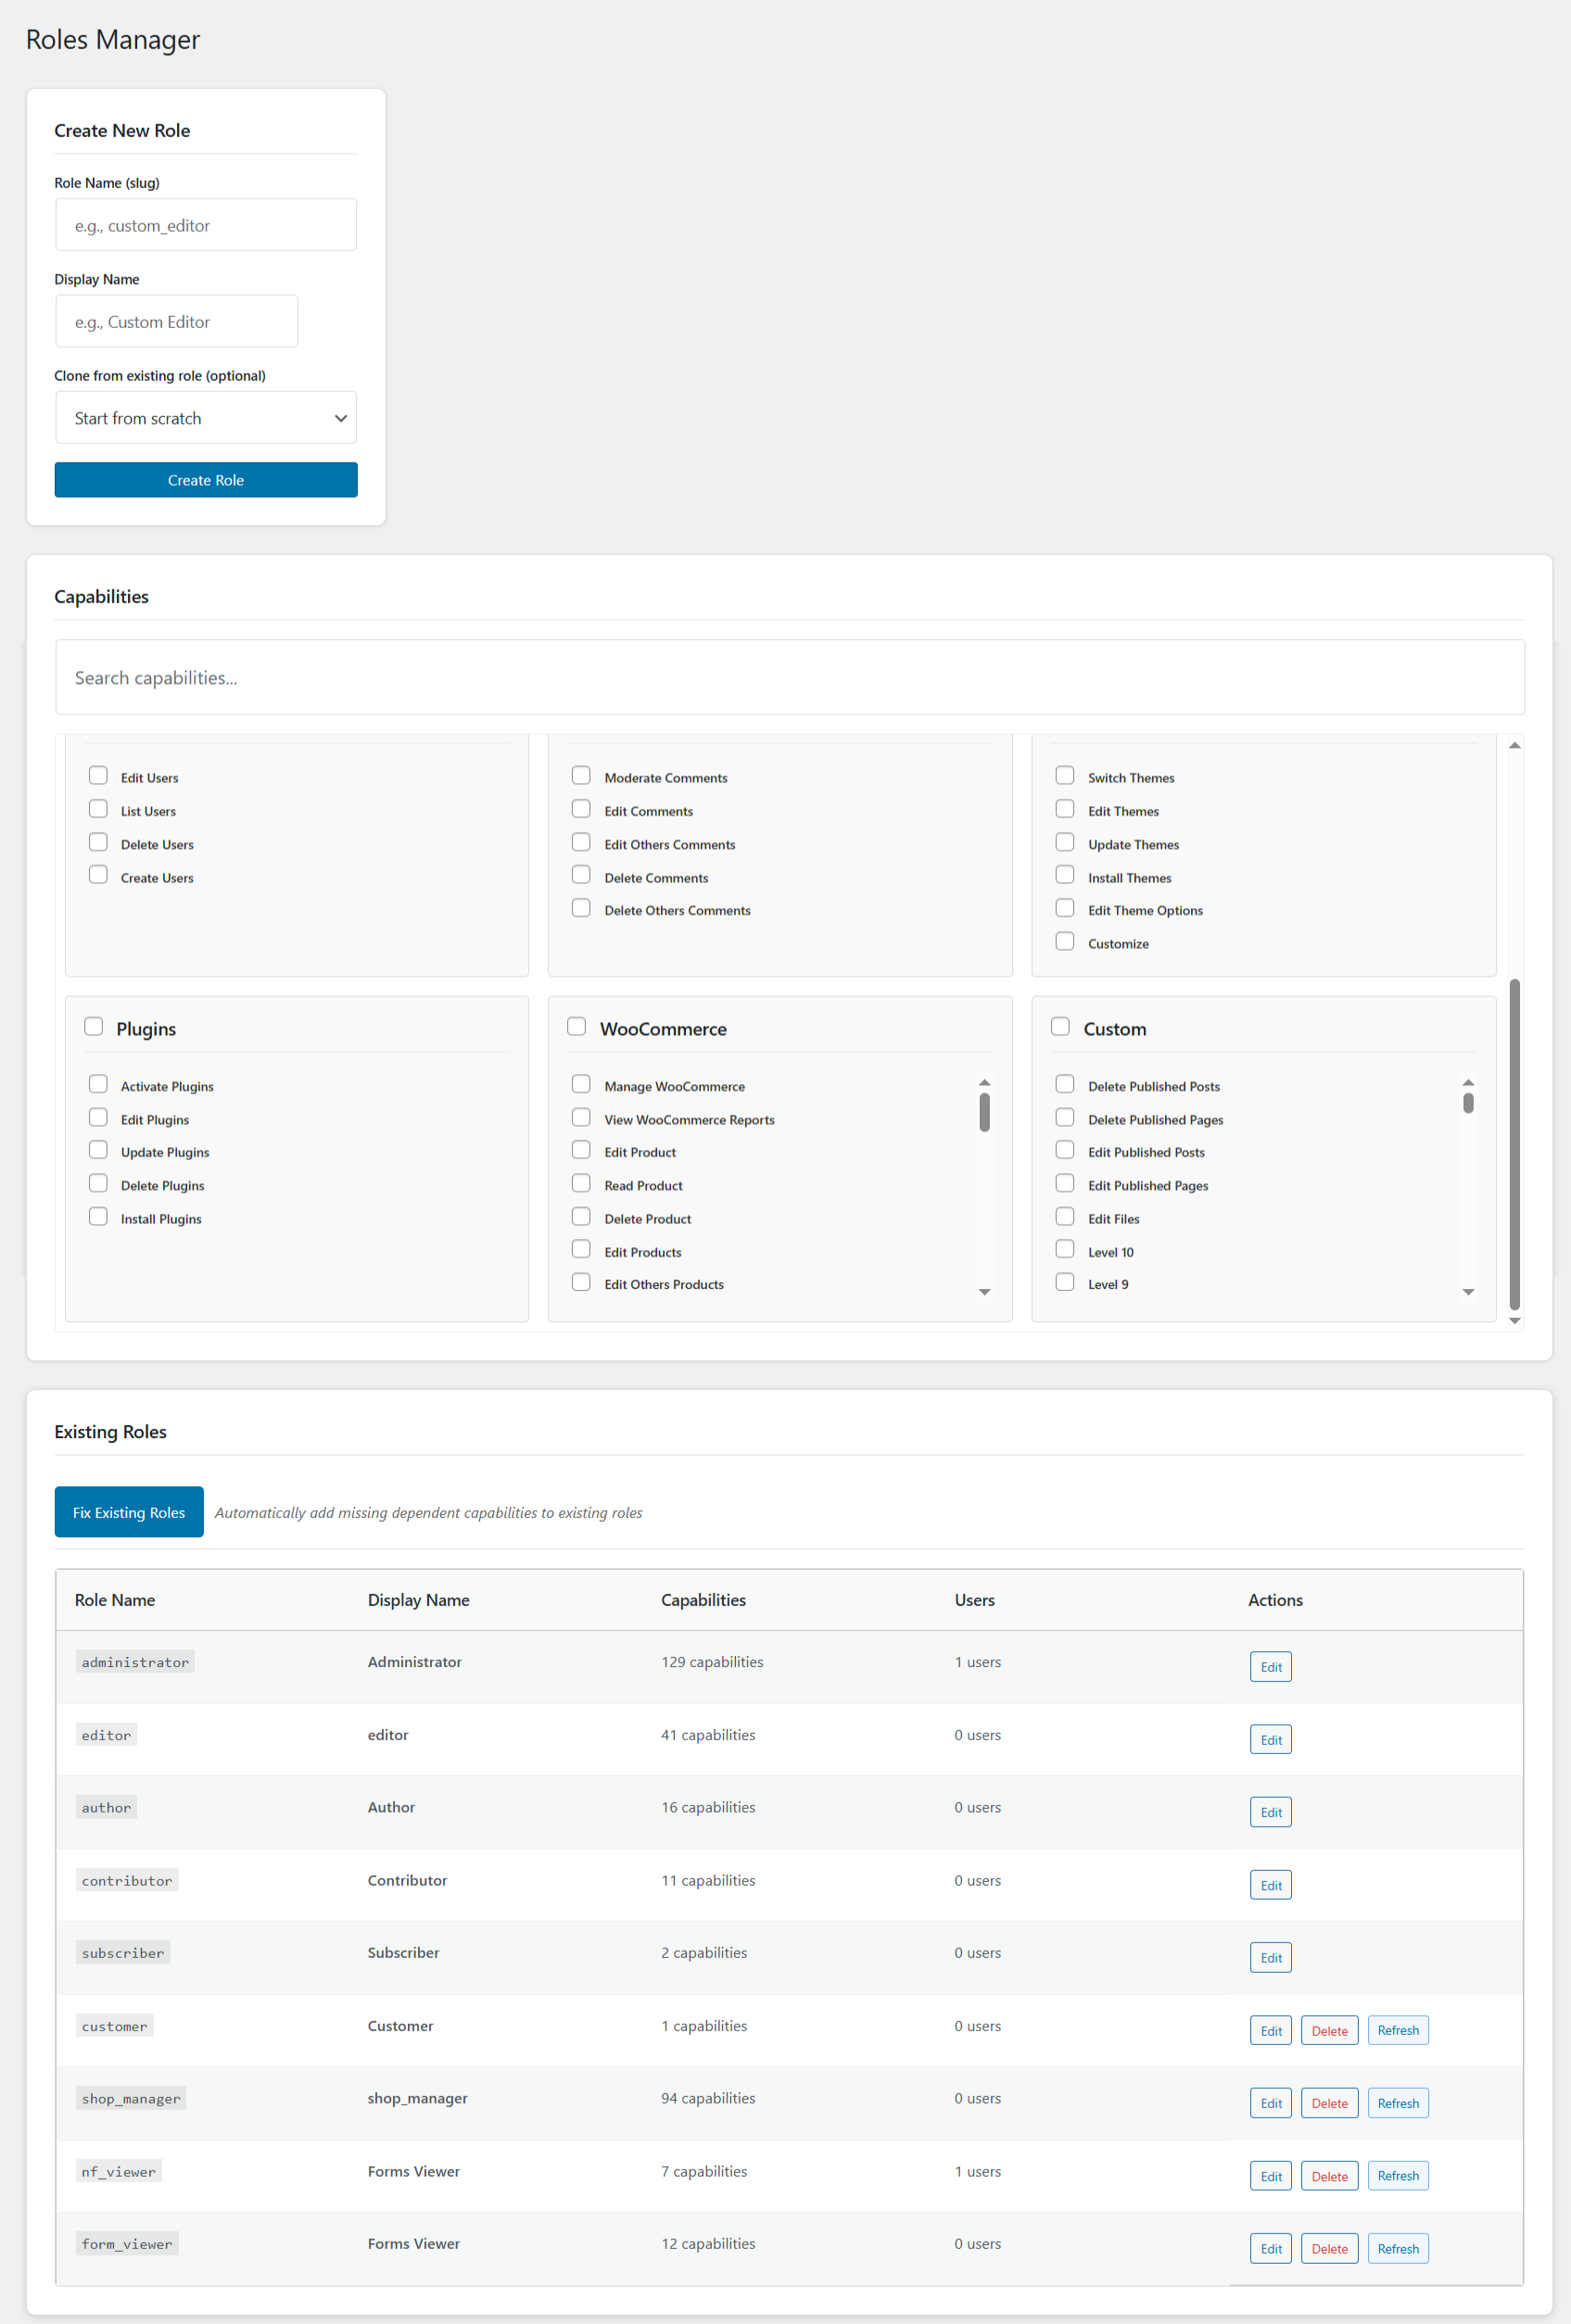 Roles Manager
Create New Role
Role Name (slug)
e.g., custom_editor
Display Name
e.g., Custom Editor
Clone from existing role (optional)
Start from scratch
Create Role
Capabilities
Search capabilities...
Edit Users
List Users
Delete Users
Create Users
Moderate Comments
Edit Comments
Edit Others Comments
Delete Comments
Delete Others Comments
Switch Themes
Edit Themes
Update Themes
Install Themes
Edit Theme Options
Customize
Plugins
Activate Plugins
Edit Plugins
Update Plugins
Delete Plugins
Install Plugins
WooCommerce
Manage WooCommerce
View WooCommerce Reports
Edit Product
Read Product
Delete Product
Edit Products
Edit Others Products
Custom
Delete Published Posts
Delete Published Pages
Edit Published Posts
Edit Published Pages
Edit Files
Level 10
Level 9
Existing Roles
Fix Existing Roles Automatically add missing dependent capabilities to existing roles
Role Name Display Name Capabilities Users Actions
administrator Administrator 129 capabilities 1 users Edit
editor editor 41 capabilities 0 users Edit
author Author 16 capabilities 0 users Edit
contributor Contributor 11 capabilities 0 users Edit
subscriber Subscriber 2 capabilities 0 users Edit
customer Customer 1 capabilities 0 users Edit Delete Refresh
shop_manager shop_manager 94 capabilities 0 users Edit Delete Refresh
nf_viewer Forms Viewer 7 capabilities 1 users Edit Delete Refresh
form_viewer Forms Viewer 12 capabilities 0 users Edit Delete Refresh